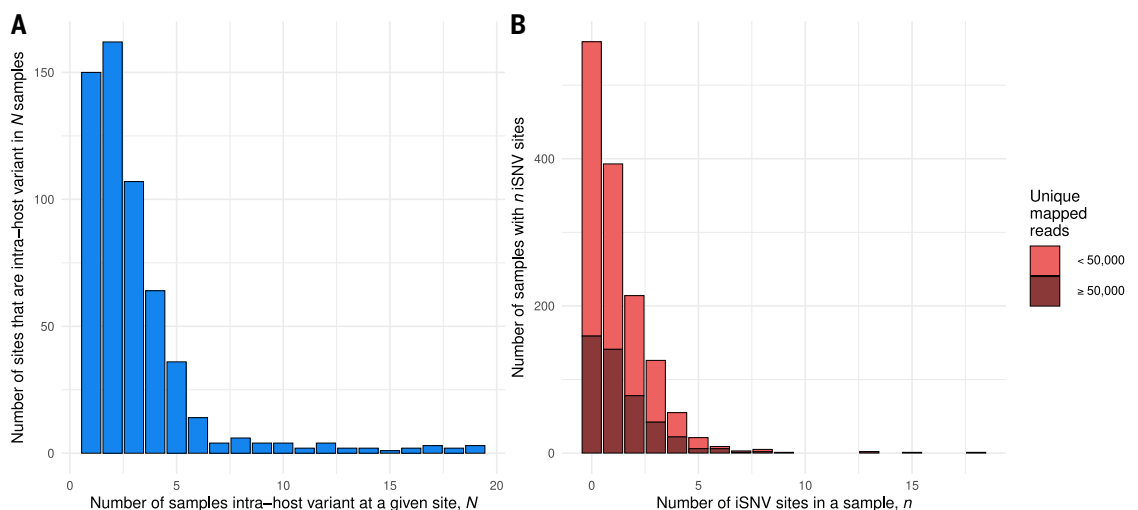 A
Number of sites that are intra−host variant in N samples
150
100
50
0
0
5
10
15
20
Number of samples intra−host variant at a given site, N
B
Number of samples with n iSNV sites
400
200
0
0
5
10
15
Number of iSNV sites in a sample, n
Unique
mapped
reads
< 50,000
≥ 50,000